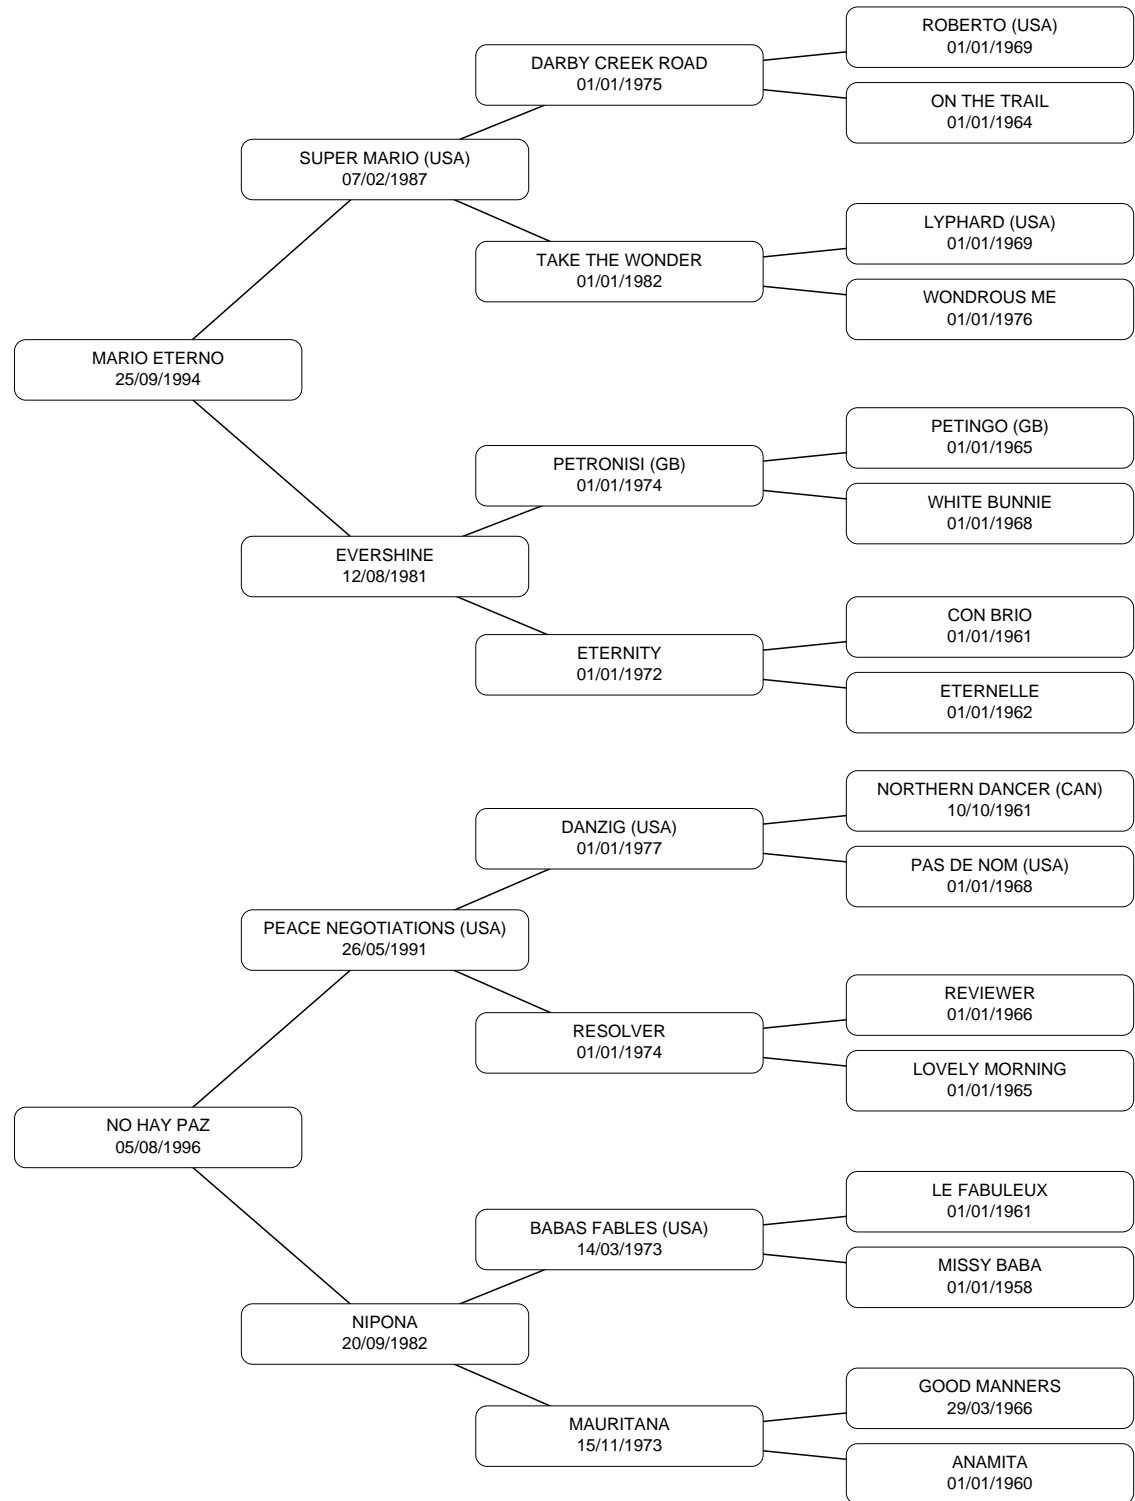 ROBERTO (USA)
01/01/1969
DARBY CREEK ROAD
01/01/1975
ON THE TRAIL
01/01/1964
SUPER MARIO (USA)
07/02/1987
LYPHARD (USA)
01/01/1969
TAKE THE WONDER
01/01/1982
WONDROUS ME
01/01/1976
MARIO ETERNO
25/09/1994
PETINGO (GB)
01/01/1965
PETRONISI (GB)
01/01/1974
WHITE BUNNIE
01/01/1968
EVERSHINE
12/08/1981
CON BRIO
01/01/1961
ETERNITY
01/01/1972
ETERNELLE
01/01/1962
NORTHERN DANCER (CAN)
10/10/1961
DANZIG (USA)
01/01/1977
PAS DE NOM (USA)
01/01/1968
PEACE NEGOTIATIONS (USA)
26/05/1991
REVIEWER
01/01/1966
RESOLVER
01/01/1974
LOVELY MORNING
01/01/1965
NO HAY PAZ
05/08/1996
LE FABULEUX
01/01/1961
BABAS FABLES (USA)
14/03/1973
MISSY BABA
01/01/1958
NIPONA
20/09/1982
GOOD MANNERS
29/03/1966
MAURITANA
15/11/1973
ANAMITA
01/01/1960